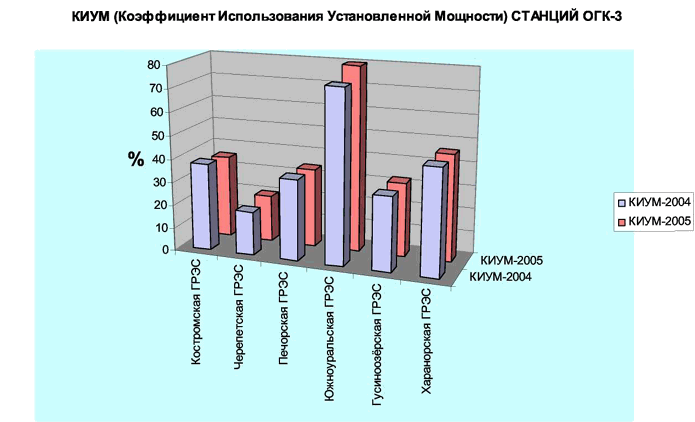 КИУМ (Коэффициент Использования Установленной Мощности) СТАНЦИЙ ОГК-3
80
70
60
50
40
30
20
10
0
%
Костромская ГРЭС
Черепетская ГРЭС
Печорская ГРЭС
Южноуральская ГРЭС
Гусиноозёрская ГРЭС
Харанорская ГРЭС
КИУМ-2005
КИУМ-2004
КИУМ-2004
КИУМ-2005